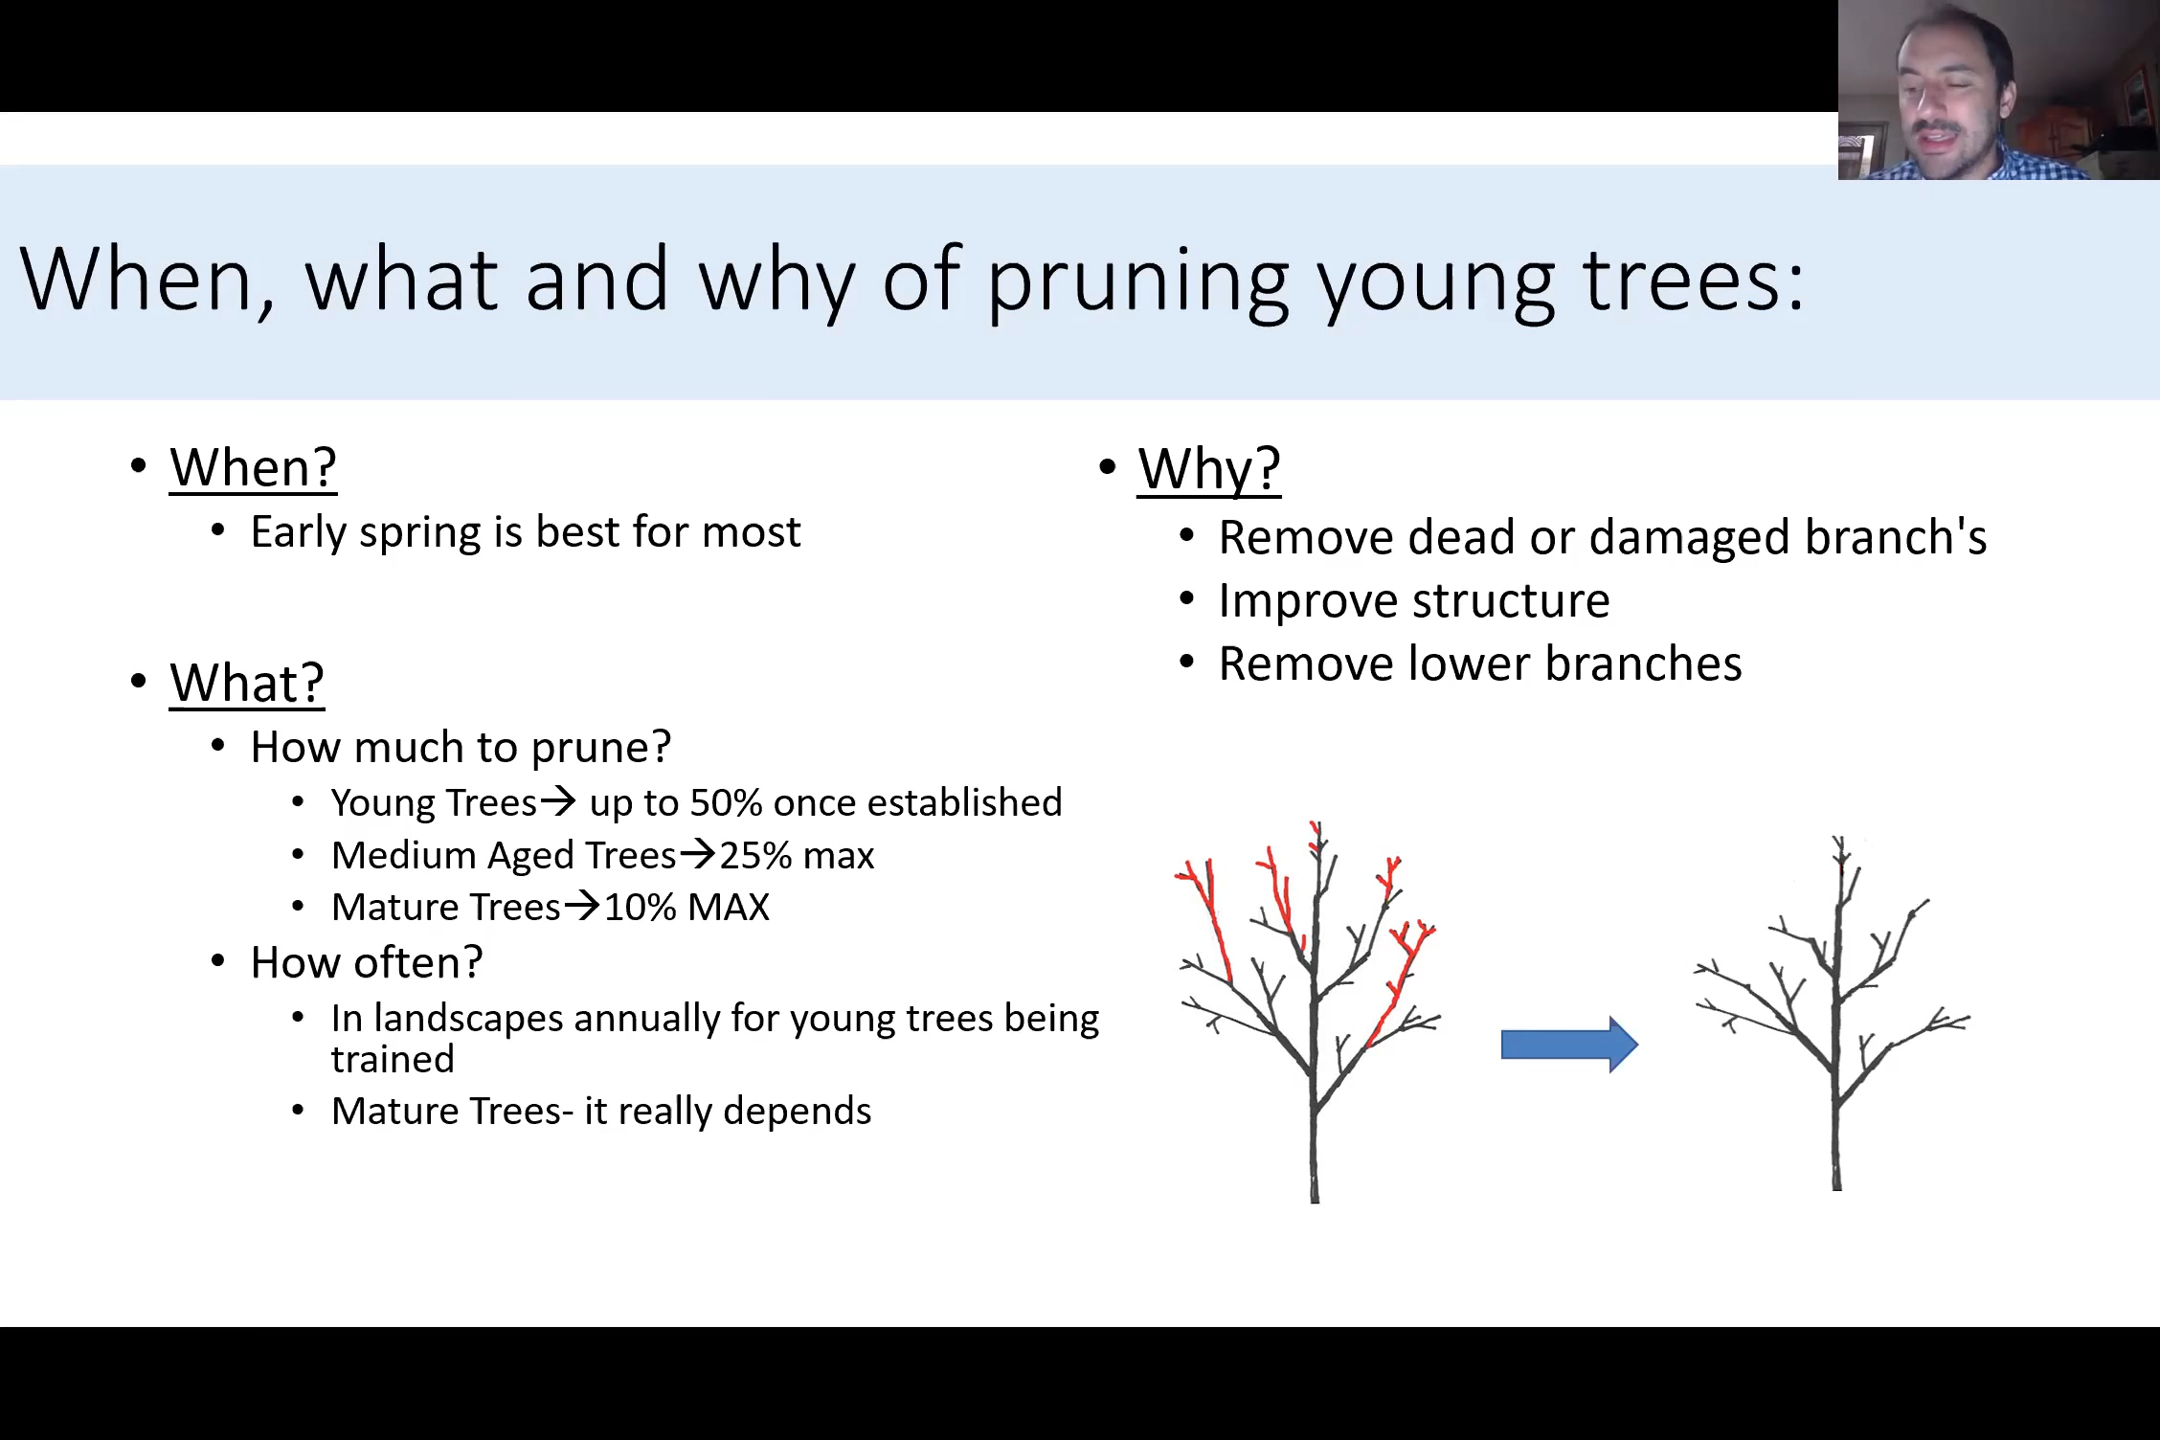 When, what and why of pruning young trees:
• When?
• Early spring is best for most
• What?
• How much to prune?
• Young Trees→ up to 50% once established
• Medium Aged Trees→25% max
• Mature Trees→10% MAX
• How often?
• In landscapes annually for young trees being
trained
• Mature Trees- it really depends
• Why?
• Remove dead or damaged branch's
• Improve structure
• Remove lower branches